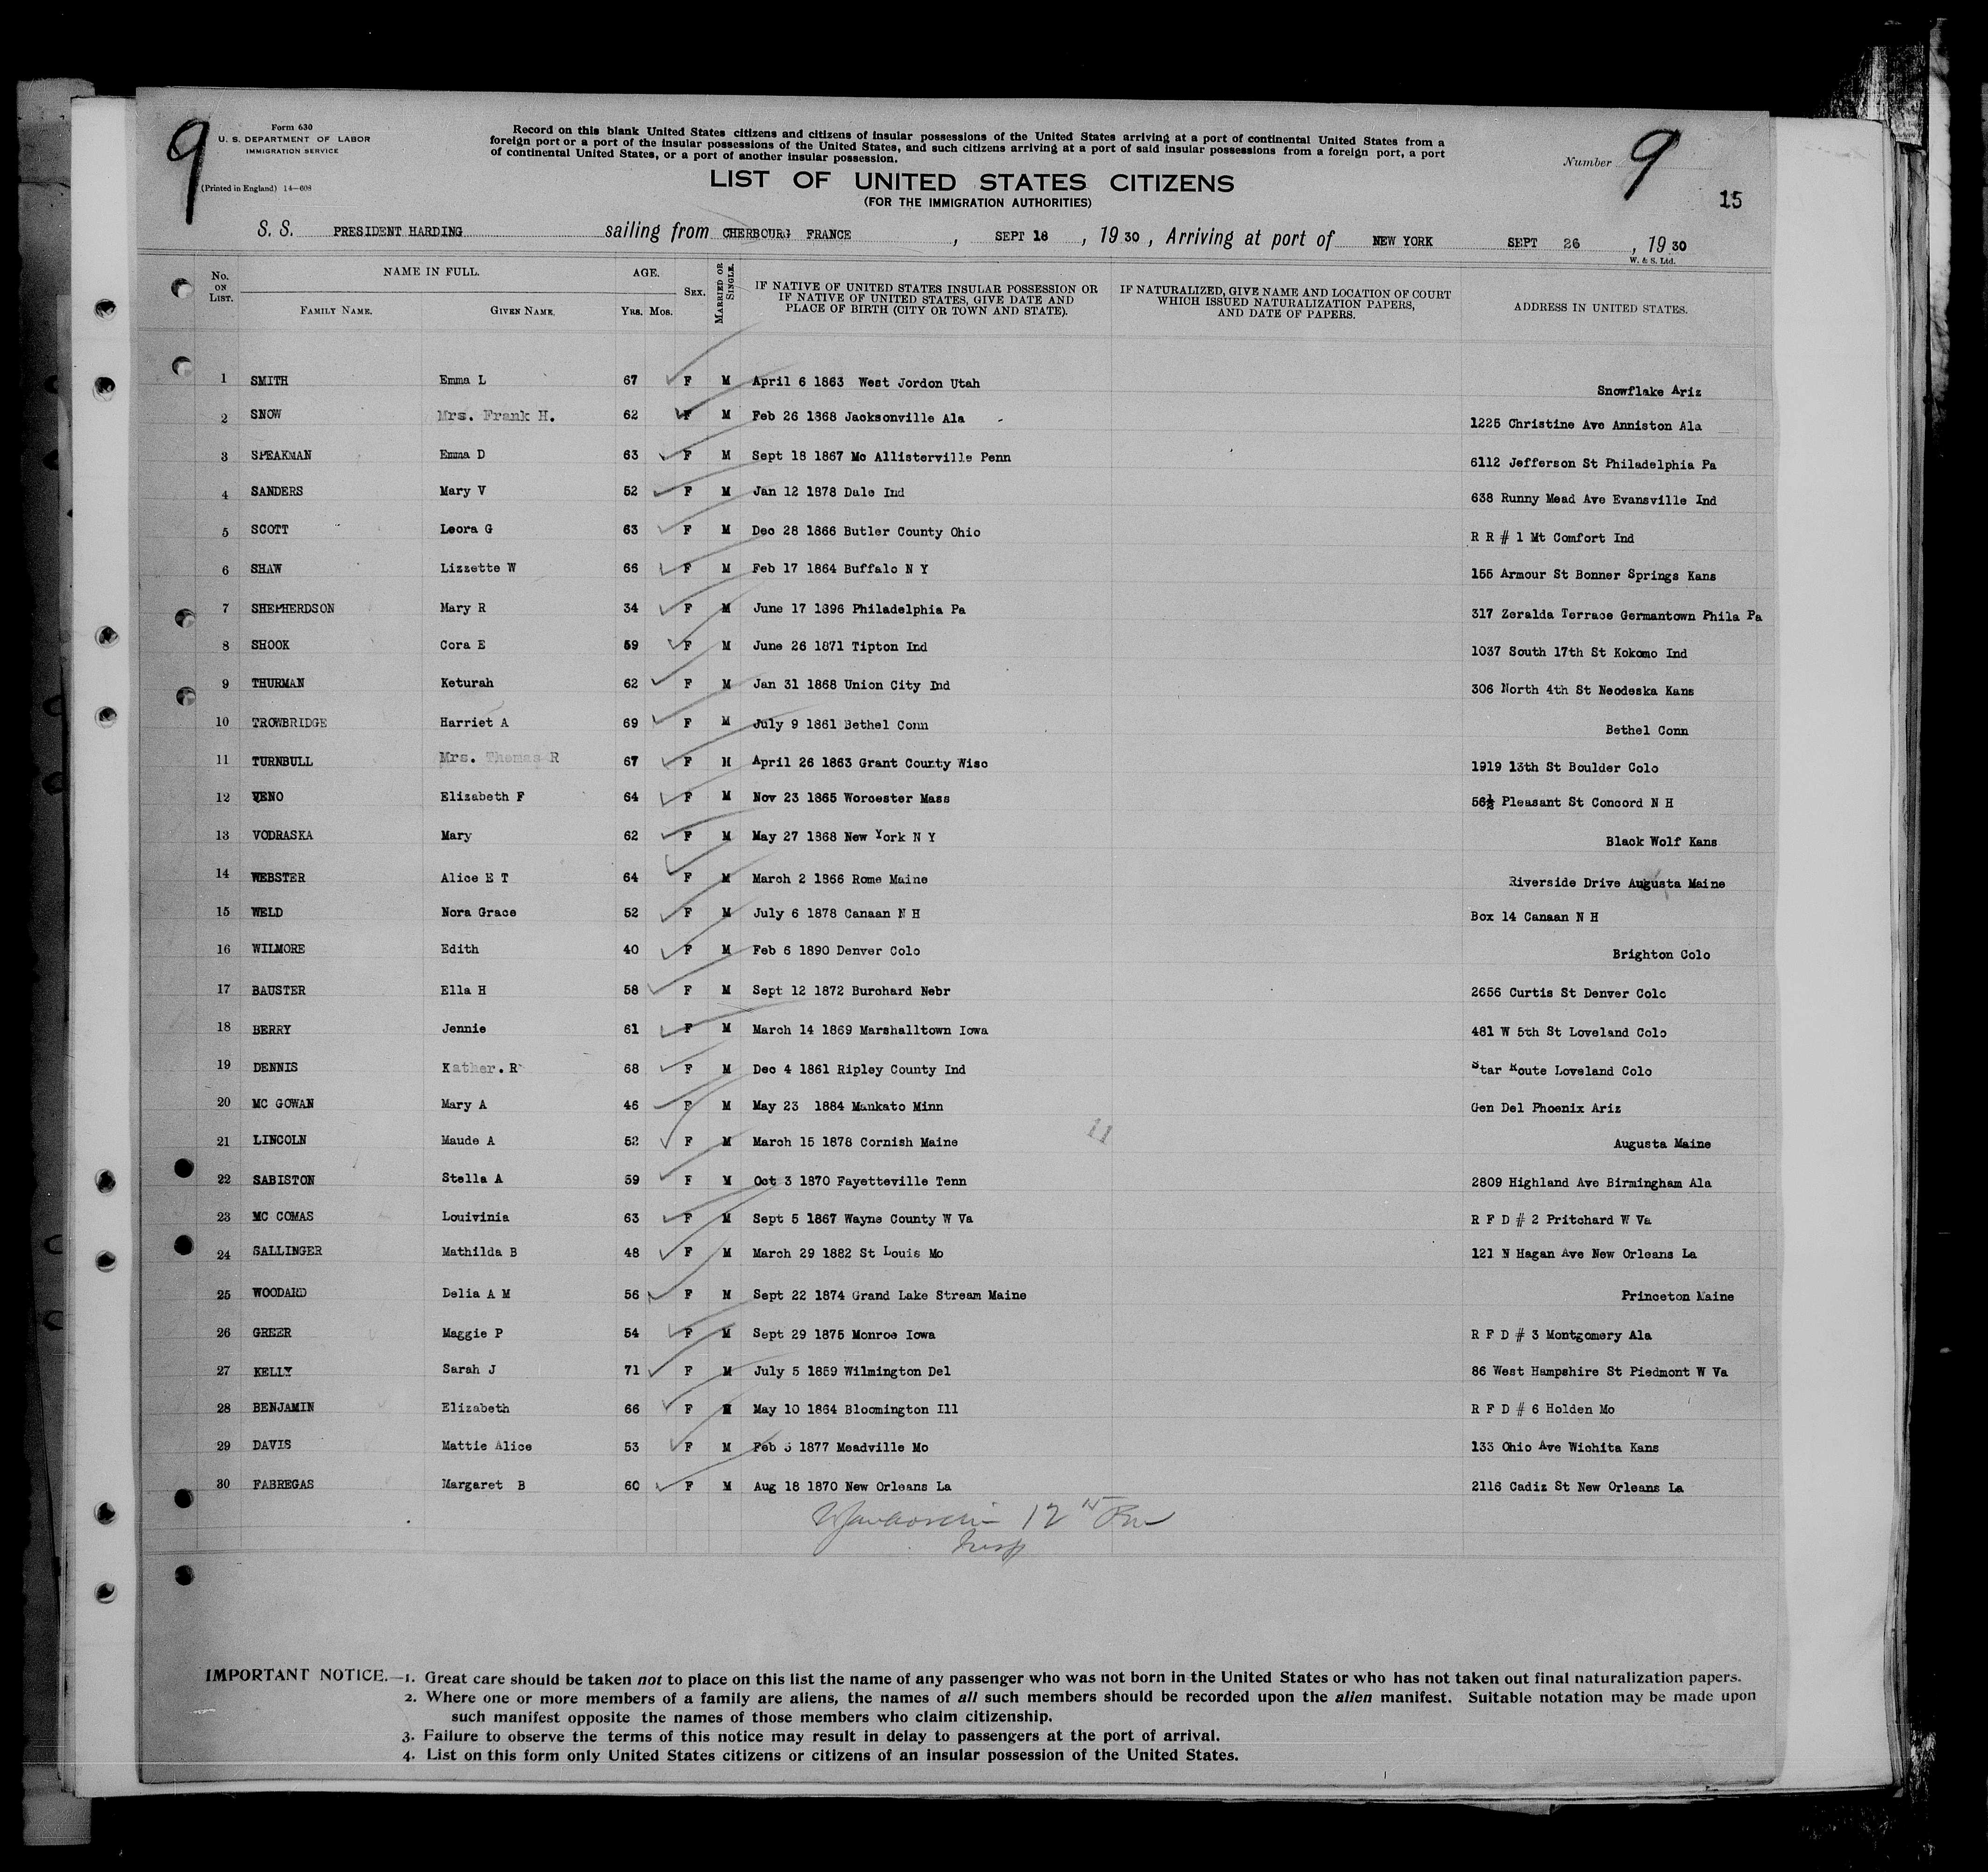 9
Form 630
U. S. DEPARTMENT OF LABOR
IMMIGRATION SERVICE
(Printed in England) 14—608
Record on this blank United States citizens and citizens of insular possessions of the United States arriving at a port of continental United States from a
foreign port or a port of the insular possessions of the United States, and such citizens arriving at a port of said insular possessions from a foreign port, a port
of continental United States, or a port of another insular possession.
LIST OF UNITED STATES CITIZENS
(FOR THE IMMIGRATION AUTHORITIES)
Number 9
15
S. S. PRESIDENT HARDING sailing from CHERBOURG FRANCE, SEPT 18, 1930, Arriving at port of NEW YORK SEPT 26, 1930
W. & S. Ltd.
No. ON LIST. NAME IN FULL. FAMILY NAME. GIVEN NAME. AGE. YRS. MOS. SEX. MARRIED OR SINGLE. IF NATIVE OF UNITED STATES INSULAR POSSESSION OR IF NATIVE OF UNITED STATES, GIVE DATE AND PLACE OF BIRTH (CITY OR TOWN AND STATE). IF NATURALIZED, GIVE NAME AND LOCATION OF COURT WHICH ISSUED NATURALIZATION PAPERS, AND DATE OF PAPERS. ADDRESS IN UNITED STATES.
1 SMITH Emma L 67 F M April 6 1863 West Jordon Utah Snowflake Ariz
2 SNOW Mrs. Frank H. 62 F M Feb 26 1868 Jacksonville Ala 1225 Christine Ave Anniston Ala
3 SPEAKMAN Emma D 63 F M Sept 18 1867 Mc Allisterville Penn 6112 Jefferson St Philadelphia Pa
4 SANDERS Mary V 52 F M Jan 12 1878 Dale Ind 638 Runny Mead Ave Evansville Ind
5 SCOTT Leora G 63 F M Dec 28 1866 Butler County Ohio R R # 1 Mt Comfort Ind
6 SHAW Lizzette W 66 F M Feb 17 1864 Buffalo N Y 155 Armour St Bonner Springs Kans
7 SHEPHERDSON Mary R 34 F M June 17 1896 Philadelphia Pa 317 Zeralda Terrace Germantown Phila Pa
8 SHOOK Cora E 59 F M June 26 1871 Tipton Ind 1037 South 17th St Kokomo Ind
9 THURMAN Keturah 62 F M Jan 31 1868 Union City Ind 306 North 4th St Neodeska Kans
10 TROWBRIDGE Harriet A 69 F M July 9 1861 Bethel Conn Bethel Conn
11 TURNBULL Mrs. Thomas R 67 F M April 26 1863 Grant County Wisc 1919 13th St Boulder Colo
12 VENO Elizabeth F 64 F M Nov 23 1865 Worcester Mass 56½ Pleasant St Concord N H
13 VODRASKA Mary 62 F M May 27 1868 New York N Y Black Wolf Kans
14 WEBSTER Alice E T 64 F M March 2 1866 Rome Maine Riverside Drive Augusta Maine
15 WELD Nora Grace 52 F M July 6 1878 Canaan N H Box 14 Canaan N H
16 WILMORE Edith 40 F M Feb 6 1890 Denver Colo Brighton Colo
17 BAUSTER Ella H 58 F M Sept 12 1872 Burchard Nebr 2656 Curtis St Denver Colo
18 BERRY Jennie 61 F M March 14 1869 Marshalltown Iowa 481 W 5th St Loveland Colo
19 DENNIS Kather. R 68 F M Dec 4 1861 Ripley County Ind Star Route Loveland Colo
20 MC GOWAN Mary A 46 F M May 23 1884 Mankato Minn Gen Del Phoenix Ariz
21 LINCOLN Maude A 52 F M March 15 1878 Cornish Maine 11 Augusta Maine
22 SABISTON Stella A 59 F M Oct 3 1870 Fayetteville Tenn 2809 Highland Ave Birmingham Ala
23 MC COMAS Louivinia 63 F M Sept 5 1867 Wayne County W Va R F D # 2 Pritchard W Va
24 SALLINGER Mathilda B 48 F M March 29 1882 St Louis Mo 121 N Hagan Ave New Orleans La
25 WOODARD Delia A M 56 F M Sept 22 1874 Grand Lake Stream Maine Princeton Maine
26 GREER Maggie P 54 F M Sept 29 1875 Monroe Iowa R F D # 3 Montgomery Ala
27 KELLY Sarah J 71 F M July 5 1859 Wilmington Del 86 West Hampshire St Piedmont W Va
28 BENJAMIN Elizabeth 66 F M May 10 1864 Bloomington Ill R F D # 6 Holden Mo
29 DAVIS Mattie Alice 53 F M Feb 5 1877 Meadville Mo 133 Ohio Ave Wichita Kans
30 FABREGAS Margaret B 60 F M Aug 18 1870 New Orleans La 2116 Cadiz St New Orleans La
12
Insp
IMPORTANT NOTICE.—1. Great care should be taken not to place on this list the name of any passenger who was not born in the United States or who has not taken out final naturalization papers.
2. Where one or more members of a family are aliens, the names of all such members should be recorded upon the alien manifest. Suitable notation may be made upon
such manifest opposite the names of those members who claim citizenship.
3. Failure to observe the terms of this notice may result in delay to passengers at the port of arrival.
4. List on this form only United States citizens or citizens of an insular possession of the United States.